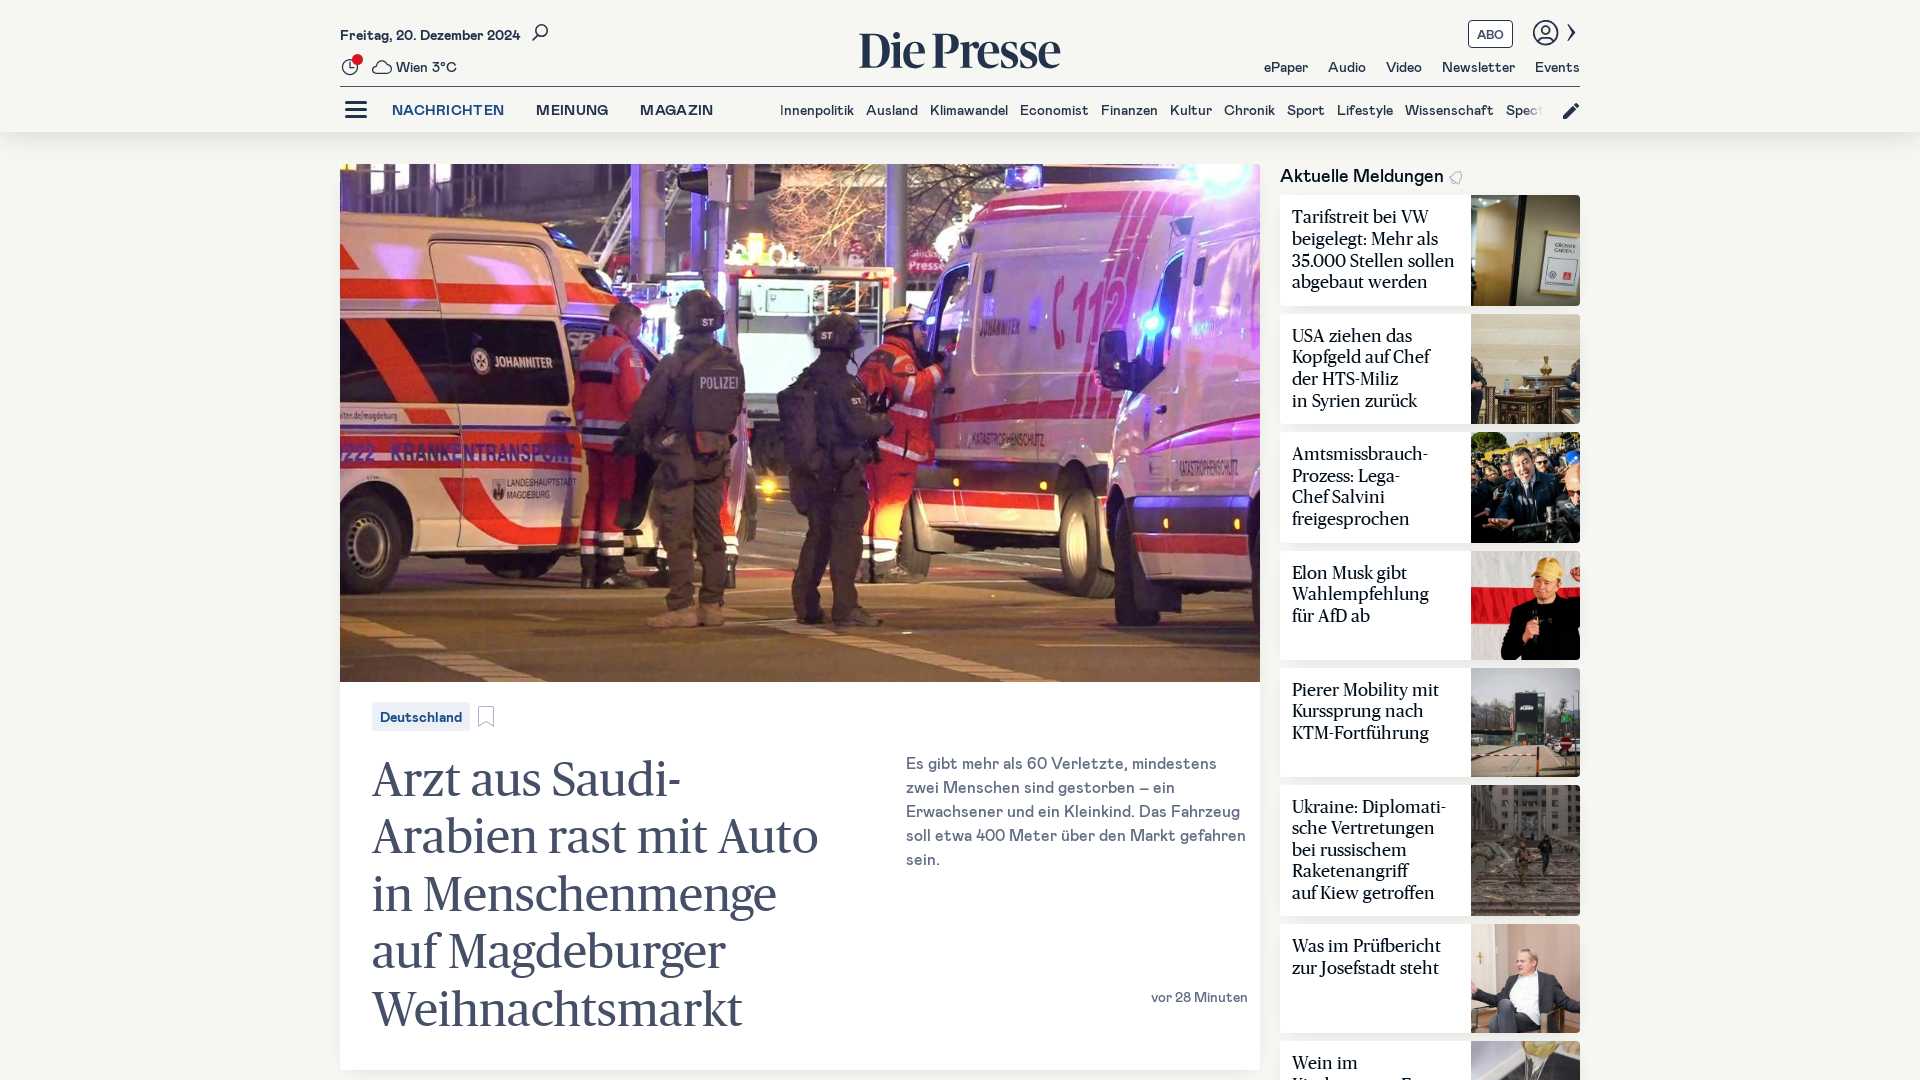 Freitag, 20. Dezember 2024
Wien 3°C
Die Presse
ABO
ePaper Audio Video Newsletter Events
NACHRICHTEN MEINUNG MAGAZIN
Innenpolitik Ausland Klimawandel Economist Finanzen Kultur Chronik Sport Lifestyle Wissenschaft Spect
JOHANNITER
POLIZEI
ST
ST
ST
112
JOHANNITER
KATASTROPHENSCHUTZ
KATASTROPHENSCHUTZ
KRANKENTRANSPORT
LANDESHAUPTSTADT
MAGDEBURG
Deutschland
Arzt aus Saudi-
Arabien rast mit Auto
in Menschenmenge
auf Magdeburger
Weihnachtsmarkt
Es gibt mehr als 60 Verletzte, mindestens
zwei Menschen sind gestorben – ein
Erwachsener und ein Kleinkind. Das Fahrzeug
soll etwa 400 Meter über den Markt gefahren
sein.
vor 28 Minuten
Aktuelle Meldungen
Tarifstreit bei VW
beigelegt: Mehr als
35.000 Stellen sollen
abgebaut werden
USA ziehen das
Kopfgeld auf Chef
der HTS-Miliz
in Syrien zurück
Amtsmissbrauch-
Prozess: Lega-
Chef Salvini
freigesprochen
Elon Musk gibt
Wahlempfehlung
für AfD ab
Pierer Mobility mit
Kurssprung nach
KTM-Fortführung
Ukraine: Diplomati-
sche Vertretungen
bei russischem
Raketenangriff
auf Kiew getroffen
Was im Prüfbericht
zur Josefstadt steht
Wein im